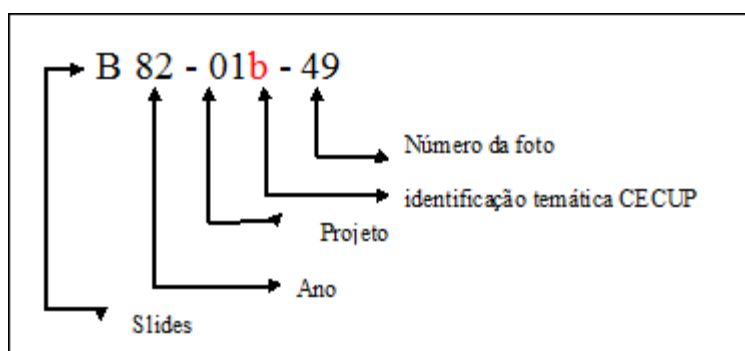 B 82 - 01b - 49
Número da foto
identificação temática CECUP
Projeto
Ano
Slides